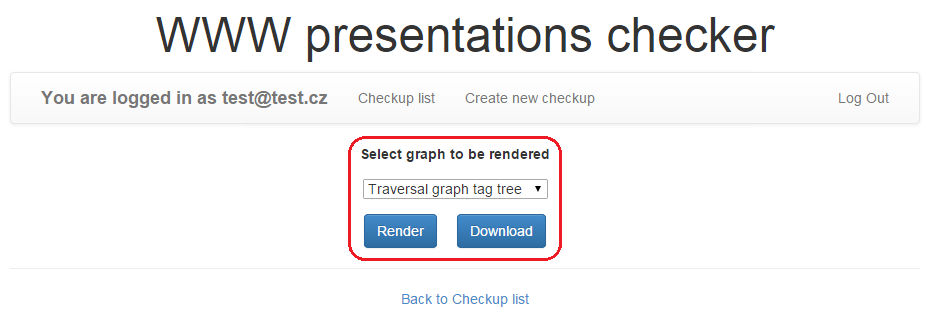 WWW presentations checker
You are logged in as test@test.cz Checkup list Create new checkup Log Out
Select graph to be rendered
Traversal graph tag tree
Render Download
Back to Checkup list